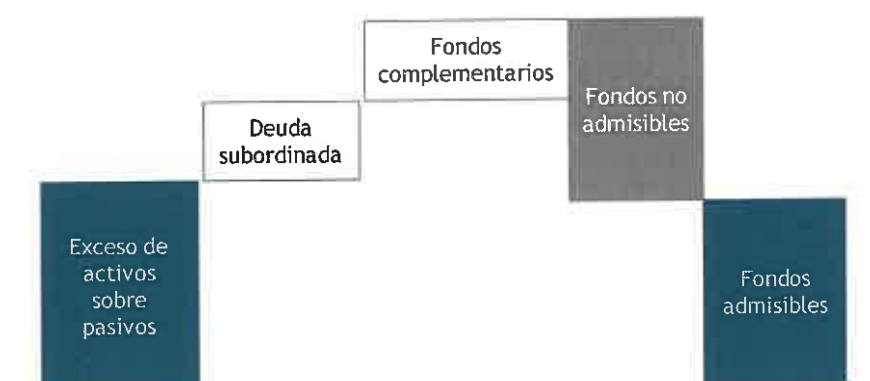 Fondos
complementarios
Fondos no
admisibles
Deuda
subordinada
Exceso de
activos
sobre
pasivos
Fondos
admisibles